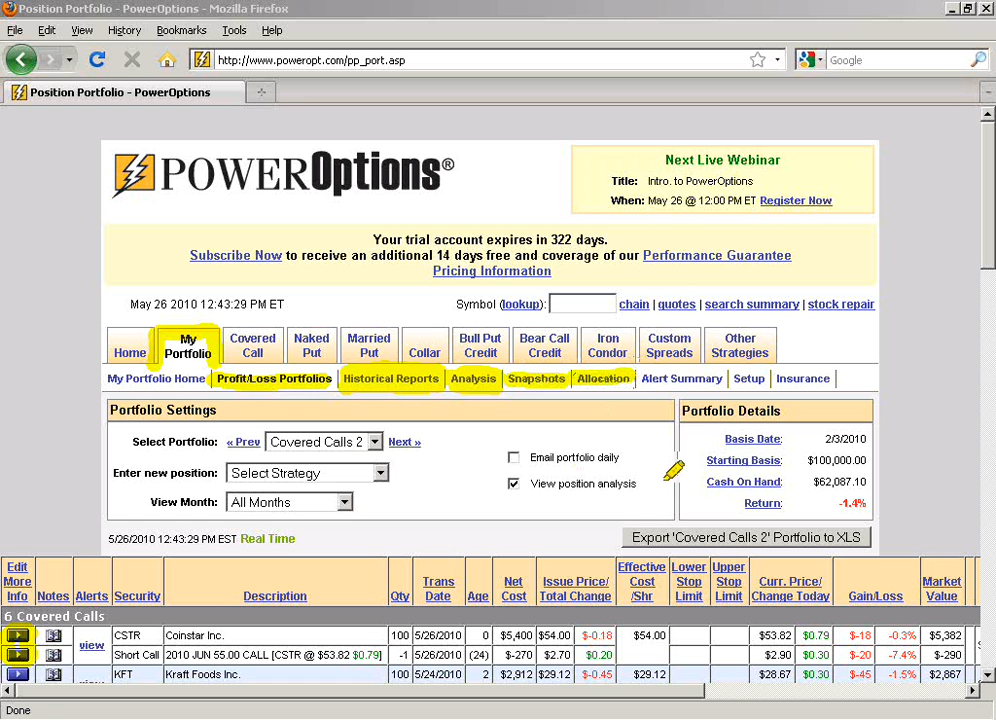 Position Portfolio - PowerOptions - Mozilla Firefox
File Edit View History Bookmarks Tools Help
http://www.poweropt.com/pp_port.asp Google
Position Portfolio - PowerOptions
POWEROptions®
Next Live Webinar
Title: Intro. to PowerOptions
When: May 26 @ 12:00 PM ET Register Now
Your trial account expires in 322 days.
Subscribe Now to receive an additional 14 days free and coverage of our Performance Guarantee
Pricing Information
May 26 2010 12:43:29 PM ET Symbol (lookup): chain | quotes | search summary | stock repair
Home My Portfolio Covered Call Naked Put Married Put Collar Bull Put Credit Bear Call Credit Iron Condor Custom Spreads Other Strategies
My Portfolio Home Profit/Loss Portfolios Historical Reports Analysis Snapshots Allocation Alert Summary Setup Insurance
Portfolio Settings
Select Portfolio: « Prev Covered Calls 2 Next »
Enter new position: Select Strategy
View Month: All Months
Email portfolio daily
View position analysis
Portfolio Details
Basis Date: 2/3/2010
Starting Basis: $100,000.00
Cash On Hand: $62,087.10
Return: -1.4%
5/26/2010 12:43:29 PM EST Real Time Export 'Covered Calls 2' Portfolio to XLS
Edit More Info Notes Alerts Security Description Qty Trans Date Age Net Cost Issue Price/ Total Change Effective Cost /Shr Lower Stop Limit Upper Stop Limit Curr. Price/ Change Today Gain/Loss Market Value
6 Covered Calls
CSTR Coinstar Inc. 100 5/26/2010 0 $5,400 $54.00 $-0.18 $54.00 $53.82 $0.79 $-18 -0.3% $5,382
view
Short Call 2010 JUN 55.00 CALL [CSTR @ $53.82 $0.79] -1 5/26/2010 (24) $-270 $2.70 $0.20 $2.90 $0.30 $-20 -7.4% $-290
KFT Kraft Foods Inc. 100 5/24/2010 2 $2,912 $29.12 $-0.45 $29.12 $28.67 $0.30 $-45 -1.5% $2,867
Done